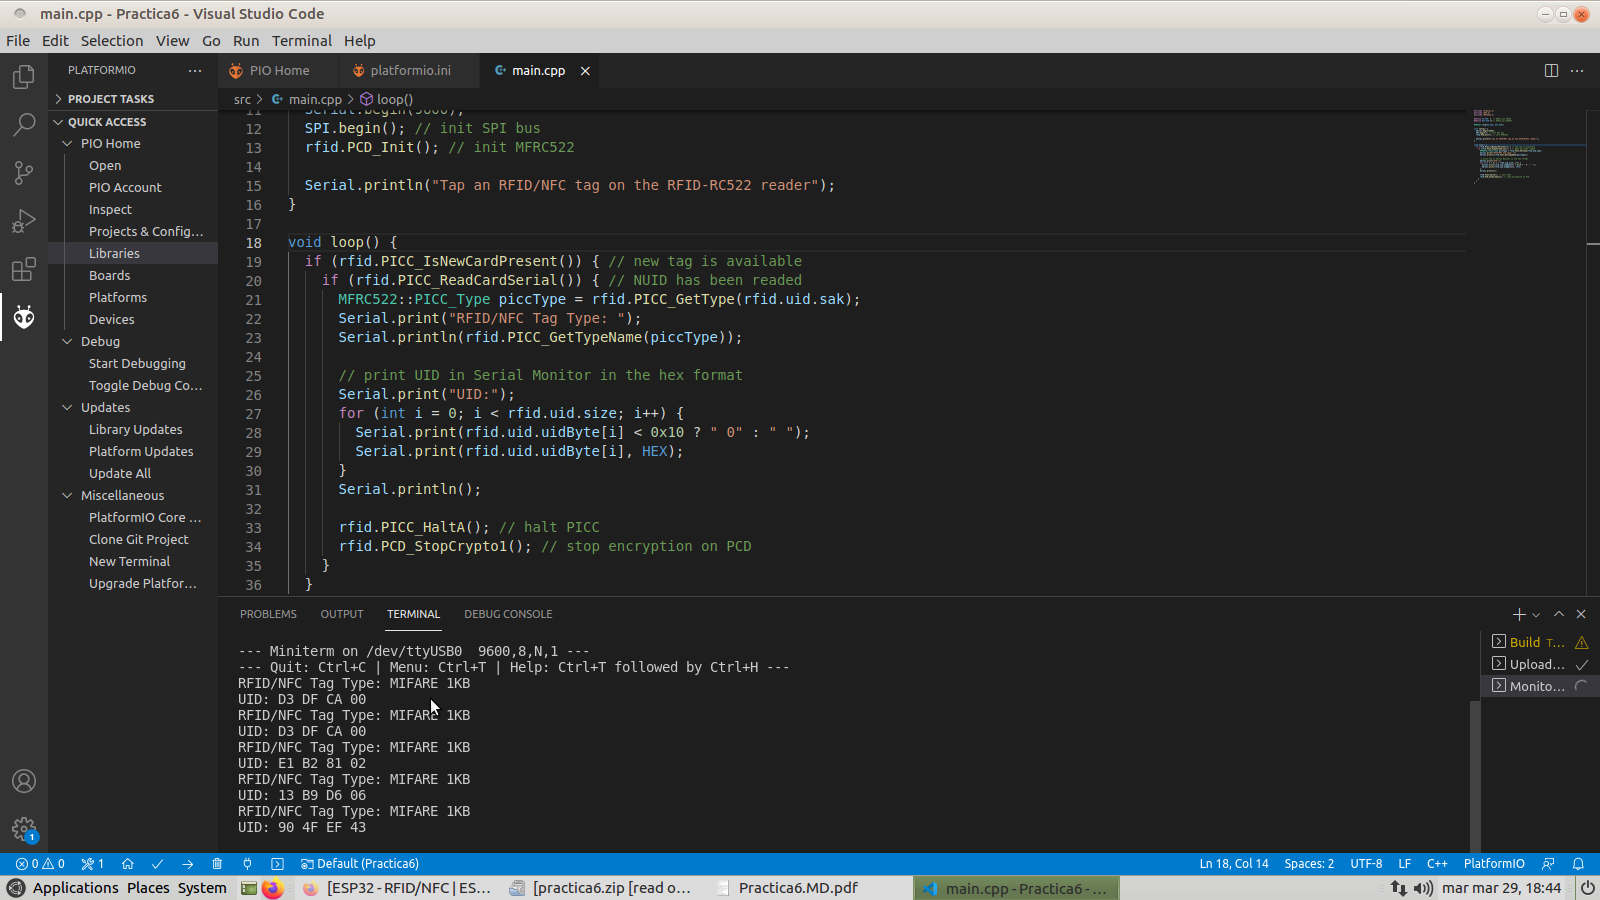 main.cpp - Practica6 - Visual Studio Code
File Edit Selection View Go Run Terminal Help
PLATFORMIO ···
PIO Home
platformio.ini
main.cpp
PROJECT TASKS
src > main.cpp > loop()
QUICK ACCESS
PIO Home
Open
PIO Account
Inspect
Projects & Config...
Libraries
Boards
Platforms
Devices
Debug
Start Debugging
Toggle Debug Co...
Updates
Library Updates
Platform Updates
Update All
Miscellaneous
PlatformIO Core ...
Clone Git Project
New Terminal
Upgrade Platfor...
11 Serial.begin(9600);
12 SPI.begin(); // init SPI bus
13 rfid.PCD_Init(); // init MFRC522
14
15 Serial.println("Tap an RFID/NFC tag on the RFID-RC522 reader");
16 }
17
18 void loop() {
19 if (rfid.PICC_IsNewCardPresent()) { // new tag is available
20 if (rfid.PICC_ReadCardSerial()) { // NUID has been readed
21 MFRC522::PICC_Type piccType = rfid.PICC_GetType(rfid.uid.sak);
22 Serial.print("RFID/NFC Tag Type: ");
23 Serial.println(rfid.PICC_GetTypeName(piccType));
24
25 // print UID in Serial Monitor in the hex format
26 Serial.print("UID:");
27 for (int i = 0; i < rfid.uid.size; i++) {
28 Serial.print(rfid.uid.uidByte[i] < 0x10 ? " 0" : " ");
29 Serial.print(rfid.uid.uidByte[i], HEX);
30 }
31 Serial.println();
32
33 rfid.PICC_HaltA(); // halt PICC
34 rfid.PCD_StopCrypto1(); // stop encryption on PCD
35 }
36 }
PROBLEMS OUTPUT TERMINAL DEBUG CONSOLE
--- Miniterm on /dev/ttyUSB0  9600,8,N,1 ---
--- Quit: Ctrl+C | Menu: Ctrl+T | Help: Ctrl+T followed by Ctrl+H ---
RFID/NFC Tag Type: MIFARE 1KB
UID: D3 DF CA 00
RFID/NFC Tag Type: MIFARE 1KB
UID: D3 DF CA 00
RFID/NFC Tag Type: MIFARE 1KB
UID: E1 B2 81 02
RFID/NFC Tag Type: MIFARE 1KB
UID: 13 B9 D6 06
RFID/NFC Tag Type: MIFARE 1KB
UID: 90 4F EF 43
Build T...
Upload...
Monito...
1
0 0 1 Default (Practica6) Ln 18, Col 14 Spaces: 2 UTF-8 LF C++ PlatformIO
Applications Places System [ESP32 - RFID/NFC | ES... [practica6.zip [read o... Practica6.MD.pdf main.cpp - Practica6 - ... mar mar 29, 18:44